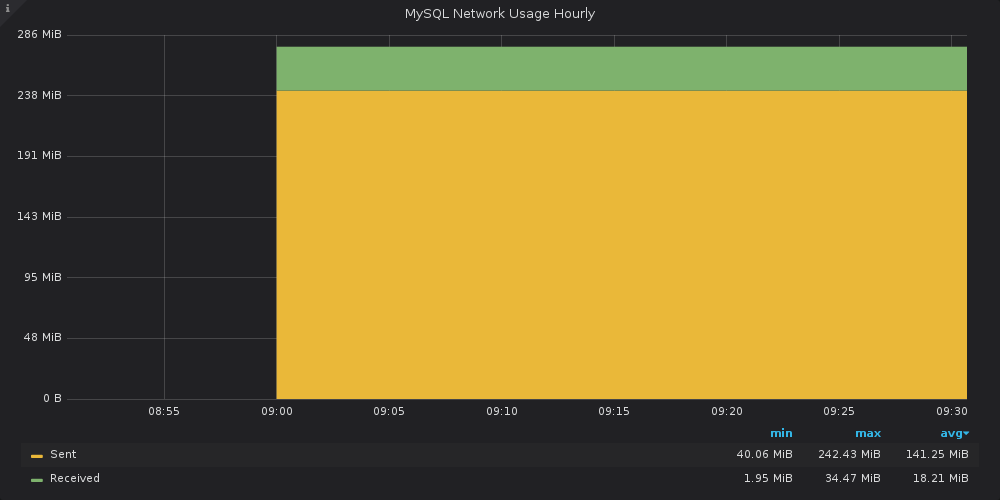 i
MySQL Network Usage Hourly
286 MiB
238 MiB
191 MiB
143 MiB
95 MiB
48 MiB
0 B
08:55 09:00 09:05 09:10 09:15 09:20 09:25 09:30
min max avg
Sent 40.06 MiB 242.43 MiB 141.25 MiB
Received 1.95 MiB 34.47 MiB 18.21 MiB